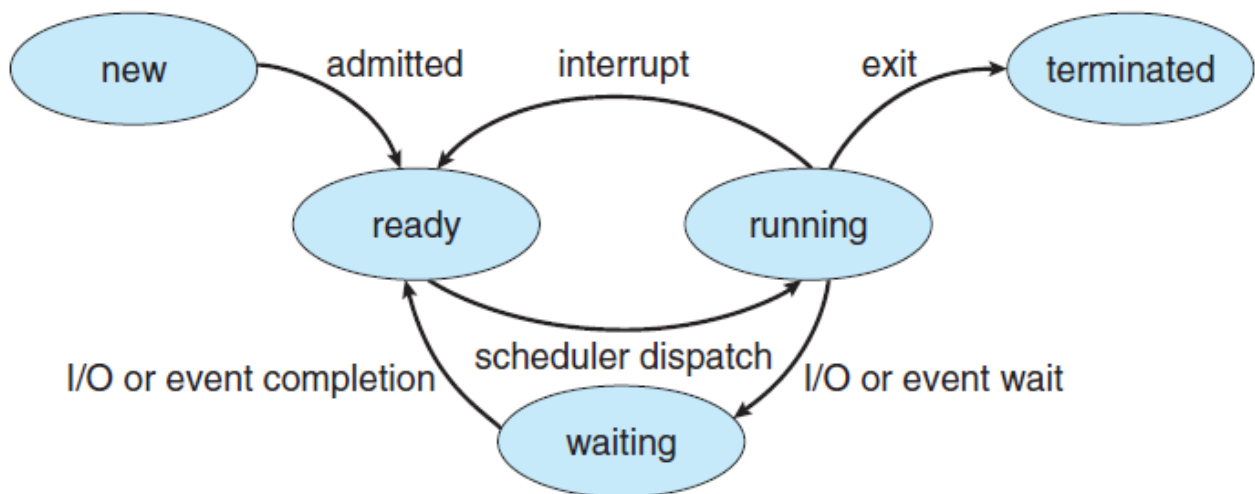 new
admitted
interrupt
exit
terminated
ready
running
I/O or event completion
scheduler dispatch
I/O or event wait
waiting